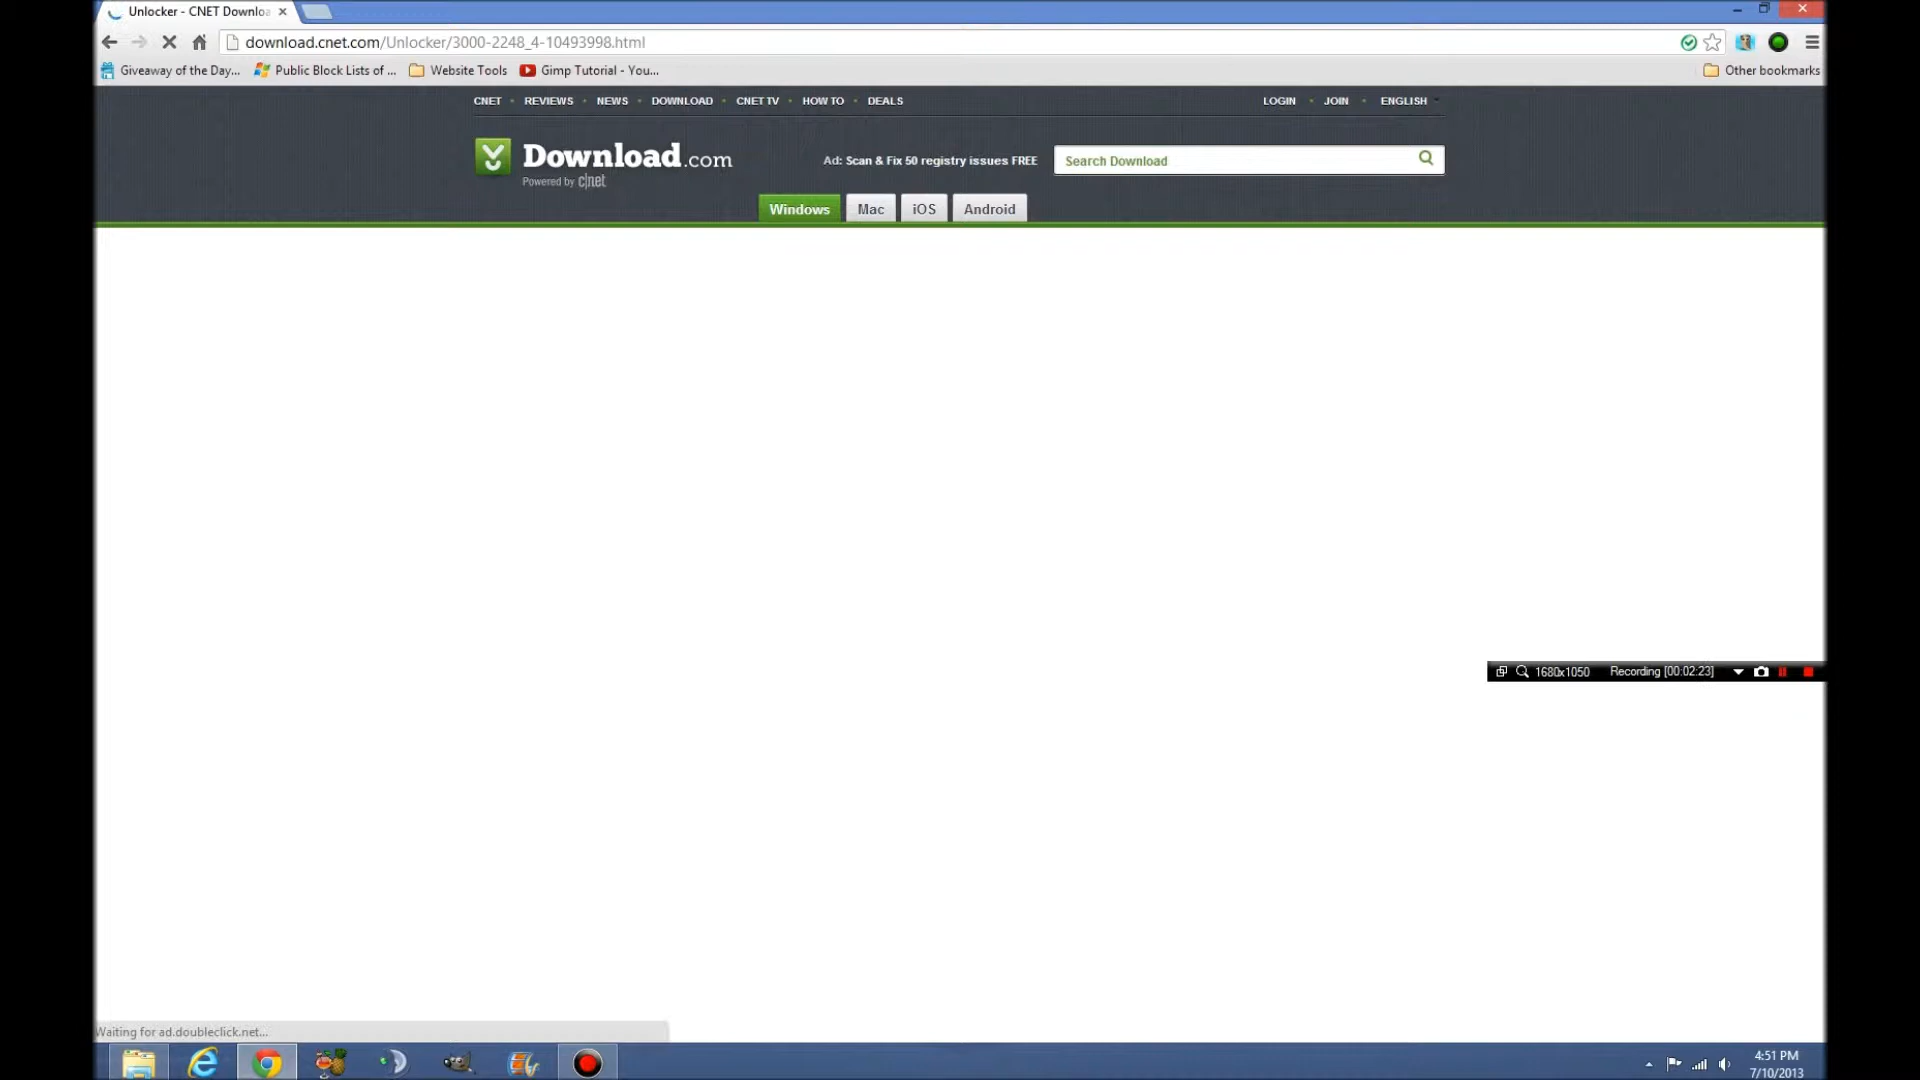 Unlocker - CNET Downloa
download.cnet.com/Unlocker/3000-2248_4-10493998.html
Giveaway of the Day... Public Block Lists of ... Website Tools Gimp Tutorial - You... Other bookmarks
CNET REVIEWS NEWS DOWNLOAD CNET TV HOW TO DEALS LOGIN JOIN ENGLISH
Download.com Ad: Scan & Fix 50 registry issues FREE Search Download
Powered by c|net
Windows Mac iOS Android
1680x1050 Recording [00:02:23]
Waiting for ad.doubleclick.net...
4:51 PM
7/10/2013